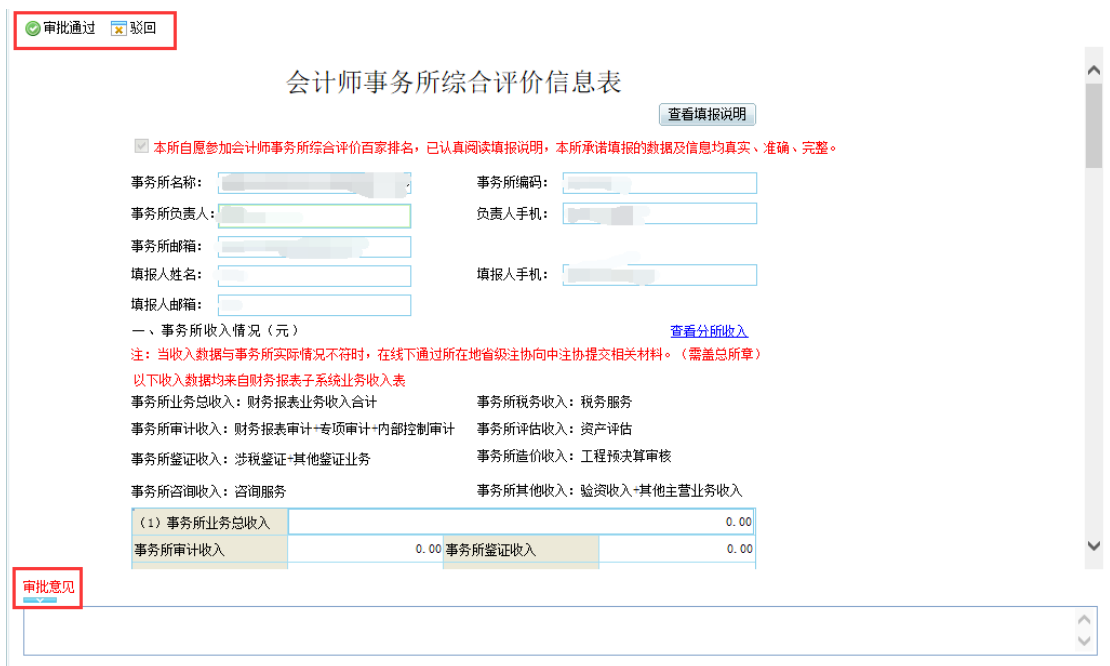 审批通过 驳回
会计师事务所综合评价信息表
查看填报说明
本所自愿参加会计师事务所综合评价百家排名，已认真阅读填报说明，本所承诺填报的数据及信息均真实、准确、完整。
事务所名称： 事务所编码：
事务所负责人： 负责人手机：
事务所邮箱：
填报人姓名： 填报人手机：
填报人邮箱：
一、事务所收入情况（元） 查看分所收入
注：当收入数据与事务所实际情况不符时，在线下通过所在地省级注协向中注协提交相关材料。（需盖总所章）
以下收入数据均来自财务报表子系统业务收入表
事务所业务总收入：财务报表业务收入合计 事务所税务收入：税务服务
事务所审计收入：财务报表审计+专项审计+内部控制审计 事务所评估收入：资产评估
事务所鉴证收入：涉税鉴证+其他鉴证业务 事务所造价收入：工程预决算审核
事务所咨询收入：咨询服务 事务所其他收入：验资收入+其他主营业务收入
（1）事务所业务总收入 0.00
事务所审计收入 0.00 事务所鉴证收入 0.00
审批意见